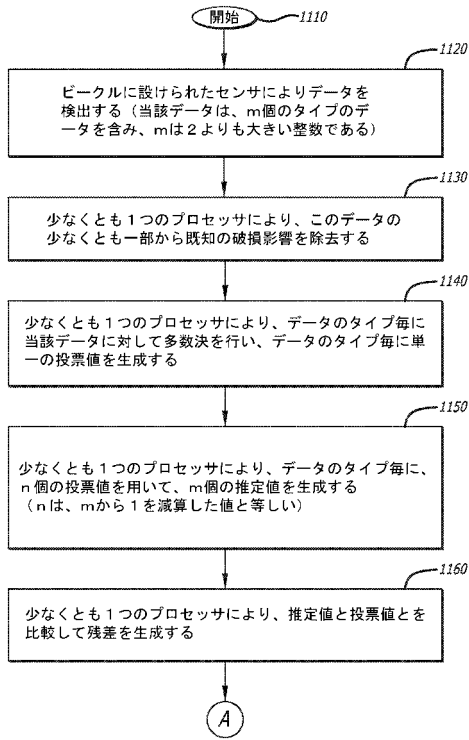 開始
1110
1120
ビークルに設けられたセンサによりデータを
検出する（当該データは、m個のタイプのデ
ータを含み、mは２よりも大きい整数である）
1130
少なくとも１つのプロセッサにより、このデータの
少なくとも一部から既知の破損影響を除去する
1140
少なくとも１つのプロセッサにより、データのタイプ毎に
当該データに対して多数決を行い、データのタイプ毎に単
一の投票値を生成する
1150
少なくとも１つのプロセッサにより、データのタイプ毎に、
n個の投票値を用いて、m個の推定値を生成する
（nは、mから１を減算した値と等しい）
1160
少なくとも１つのプロセッサにより、推定値と投票値とを
比較して残差を生成する
A